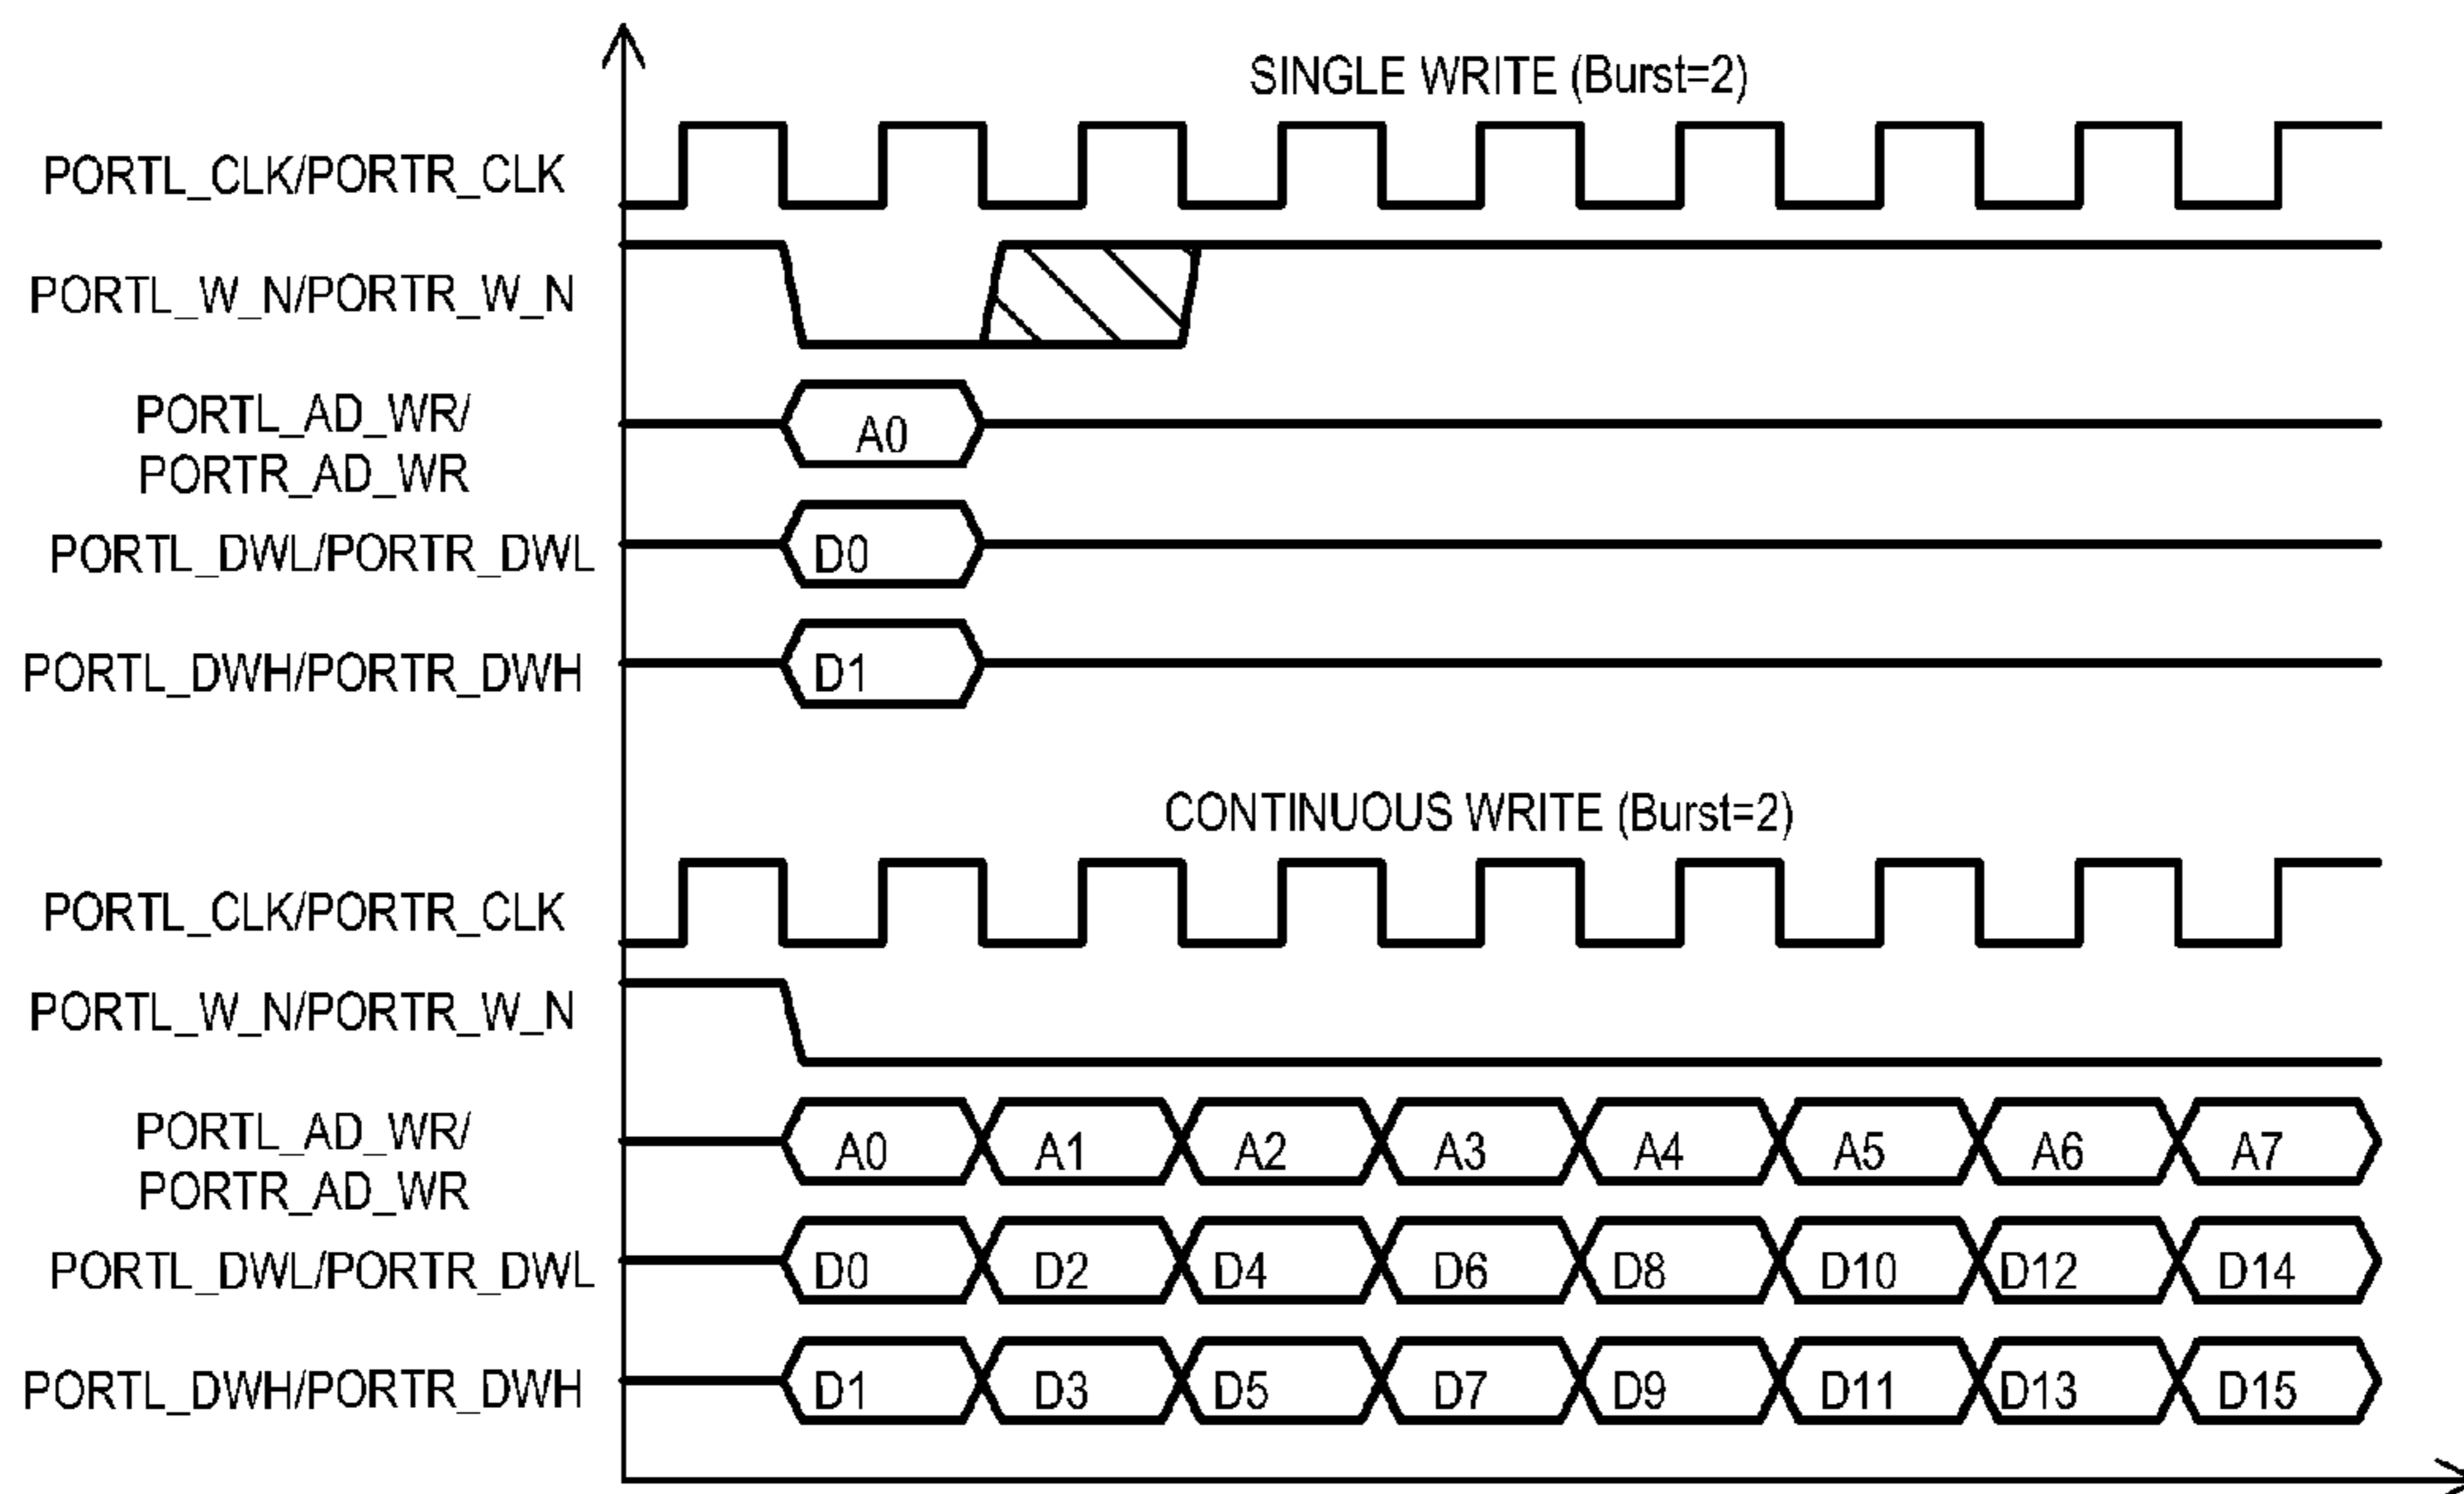 SINGLE WRITE (Burst=2)
PORTL_CLK/PORTR_CLK
PORTL_W_N/PORTR_W_N
PORTL_AD_WR/
PORTR_AD_WR
A0
PORTL_DWL/PORTR_DWL
D0
PORTL_DWH/PORTR_DWH
D1
CONTINUOUS WRITE (Burst=2)
PORTL_CLK/PORTR_CLK
PORTL_W_N/PORTR_W_N
PORTL_AD_WR/
PORTR_AD_WR
A0 A1 A2 A3 A4 A5 A6 A7
PORTL_DWL/PORTR_DWL
D0 D2 D4 D6 D8 D10 D12 D14
PORTL_DWH/PORTR_DWH
D1 D3 D5 D7 D9 D11 D13 D15